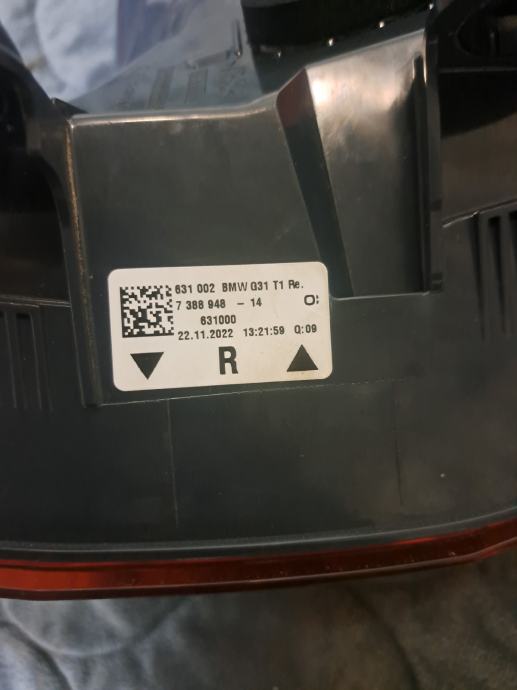 631 002 BMW G31 T1 Re.
7 388 948 - 14 O:
631000
22.11.2022 13:21:59 Q:09
R